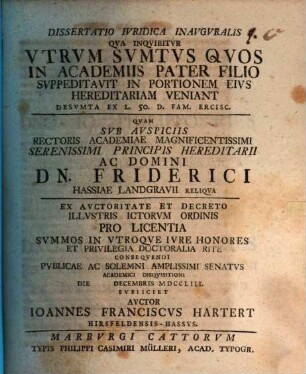 DISSERTATIO IVRIDICA INAVGVRALIS
QVA INQVIRITVR
VTRVM SVMTVS QVOS
IN ACADEMIIS PATER FILIO
SVPPEDITAVIT IN PORTIONEM EIVS
HEREDITARIAM VENIANT
DESVMTA EX L. 50. D. FAM. ERCISC.
QVAM
SVB AVSPICIIS
RECTORIS ACADEMIAE MAGNIFICENTISSIMI
SERENISSIMI PRINCIPIS HEREDITARII
AC DOMINI
DN. FRIDERICI
HASSIAE LANDGRAVII RELIQVA
EX AVCTORITATE ET DECRETO
ILLVSTRIS ICTORVM ORDINIS
PRO LICENTIA
SVMMOS IN VTROQVE IVRE HONORES
ET PRIVILEGIA DOCTORALIA RITE
CONSEQVENDI
PVBLICAE AC SOLEMNI AMPLISSIMI SENATVS
ACADEMICI DISQVISITIONI
DIE DECEMBRIS MDCCLIII.
SVBIICIET
AVCTOR
IOANNES FRANCISCVS HARTERT
HIRSFELDENSIS-HASSVS.
MARBVRGI CATTORVM
TYPIS PHILIPPI CASIMIRI MÜLLERI, ACAD. TYPOGR.